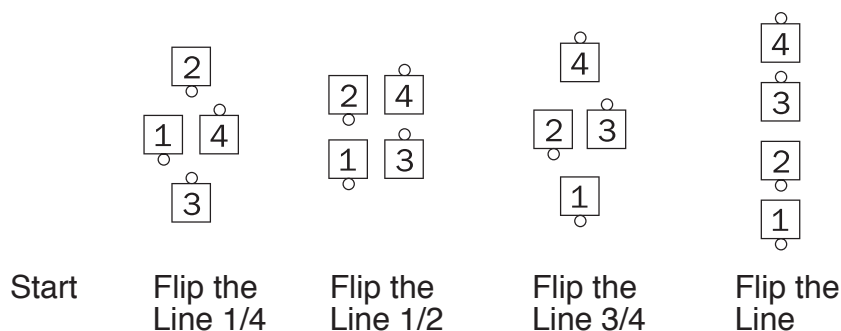 2
1 4
3
2 4
1 3
4
2 3
1
4
3
2
1
Start
Flip the
Line 1/4
Flip the
Line 1/2
Flip the
Line 3/4
Flip the
Line